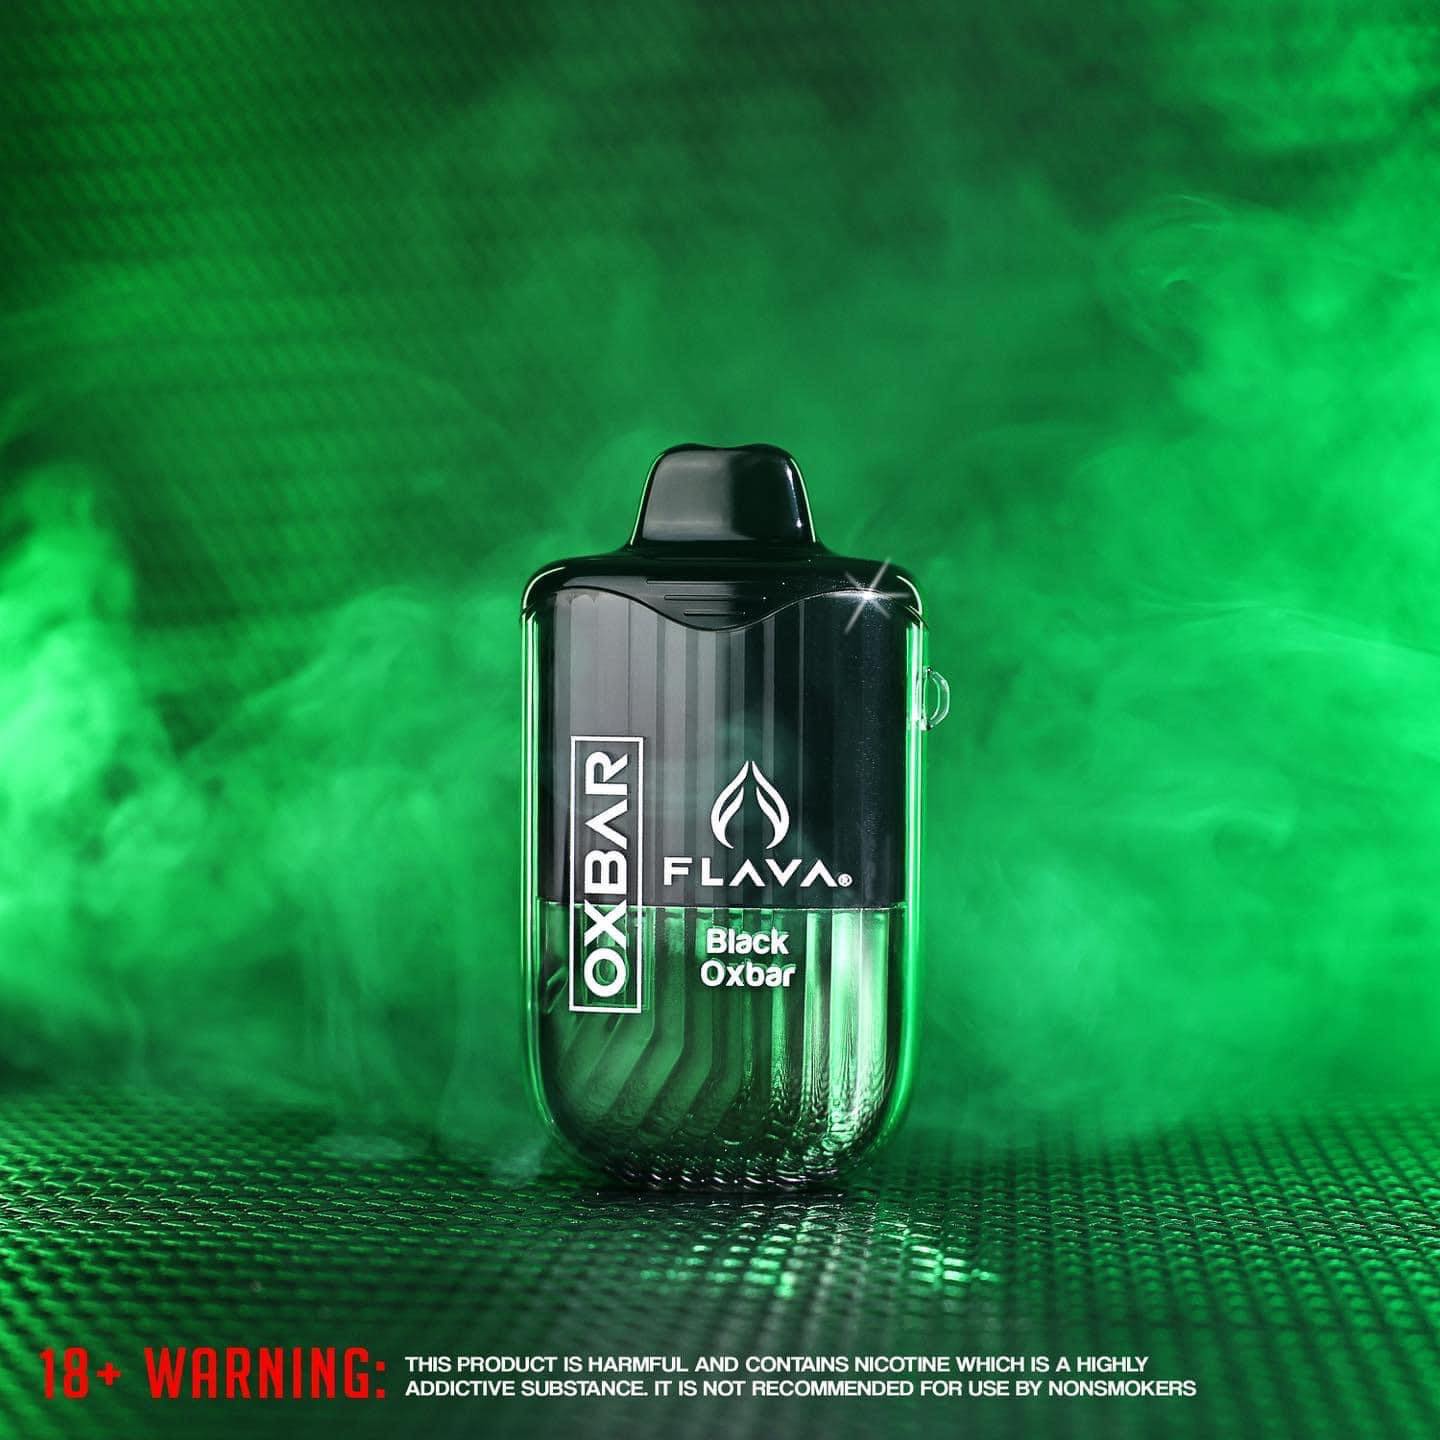 OXBAR
FLAVA®
Black
Oxbar
18+ WARNING:
THIS PRODUCT IS HARMFUL AND CONTAINS NICOTINE WHICH IS A HIGHLY
ADDICTIVE SUBSTANCE. IT IS NOT RECOMMENDED FOR USE BY NONSMOKERS